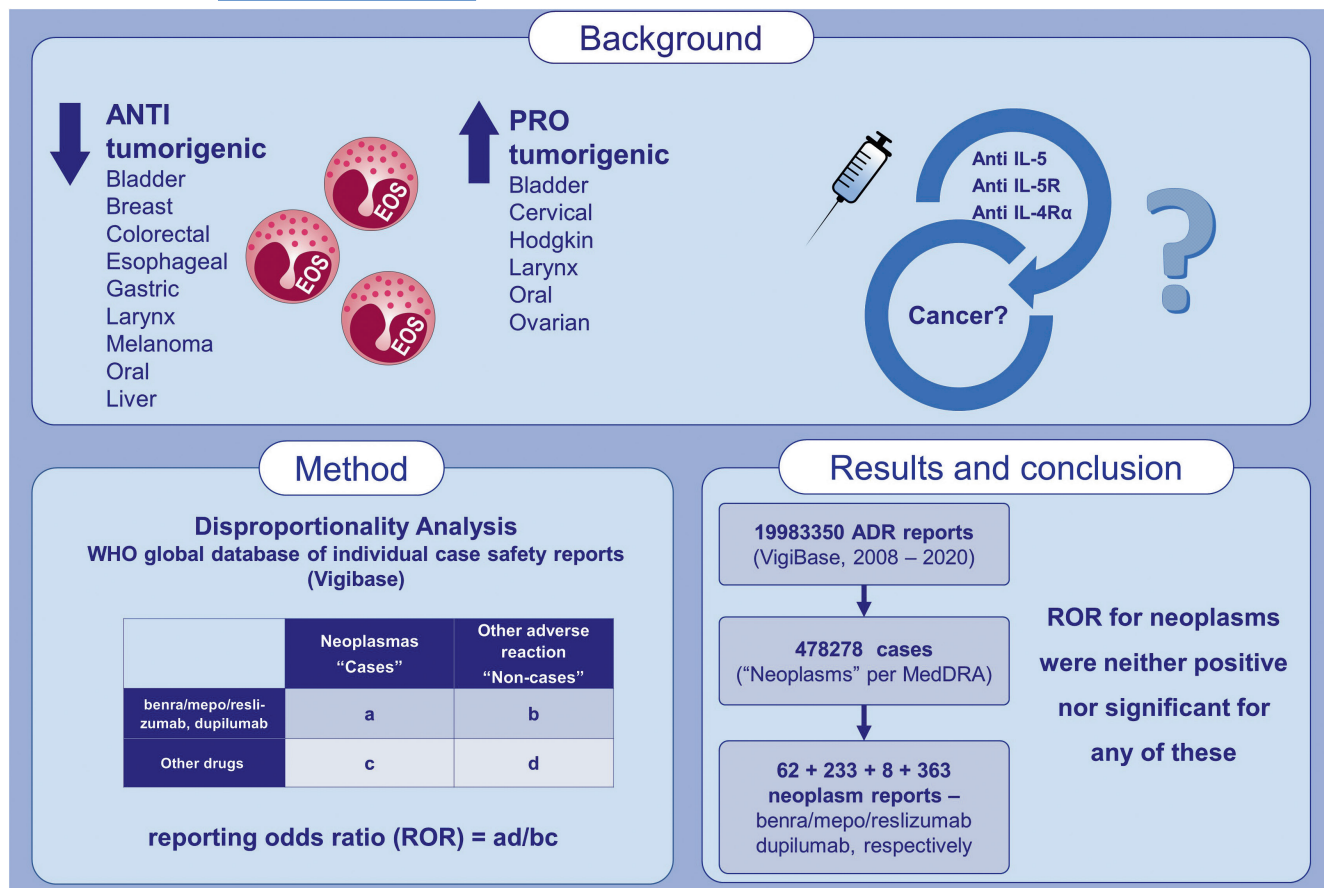 Background
ANTI
tumorigenic
Bladder
Breast
Colorectal
Esophageal
Gastric
Larynx
Melanoma
Oral
Liver
EOS
EOS
EOS
PRO
tumorigenic
Bladder
Cervical
Hodgkin
Larynx
Oral
Ovarian
Anti IL-5
Anti IL-5R
Anti IL-4Rα
Cancer?
?
Method
Disproportionality Analysis
WHO global database of individual case safety reports
(Vigibase)
Neoplasmas
“Cases”
Other adverse
reaction
“Non-cases”
benra/mepo/resli-
zumab, dupilumab
a
b
Other drugs
c
d
reporting odds ratio (ROR) = ad/bc
Results and conclusion
19983350 ADR reports
(VigiBase, 2008 – 2020)
478278 cases
(“Neoplasms” per MedDRA)
62 + 233 + 8 + 363
neoplasm reports –
benra/mepo/reslizumab
dupilumab, respectively
ROR for neoplasms
were neither positive
nor significant for
any of these